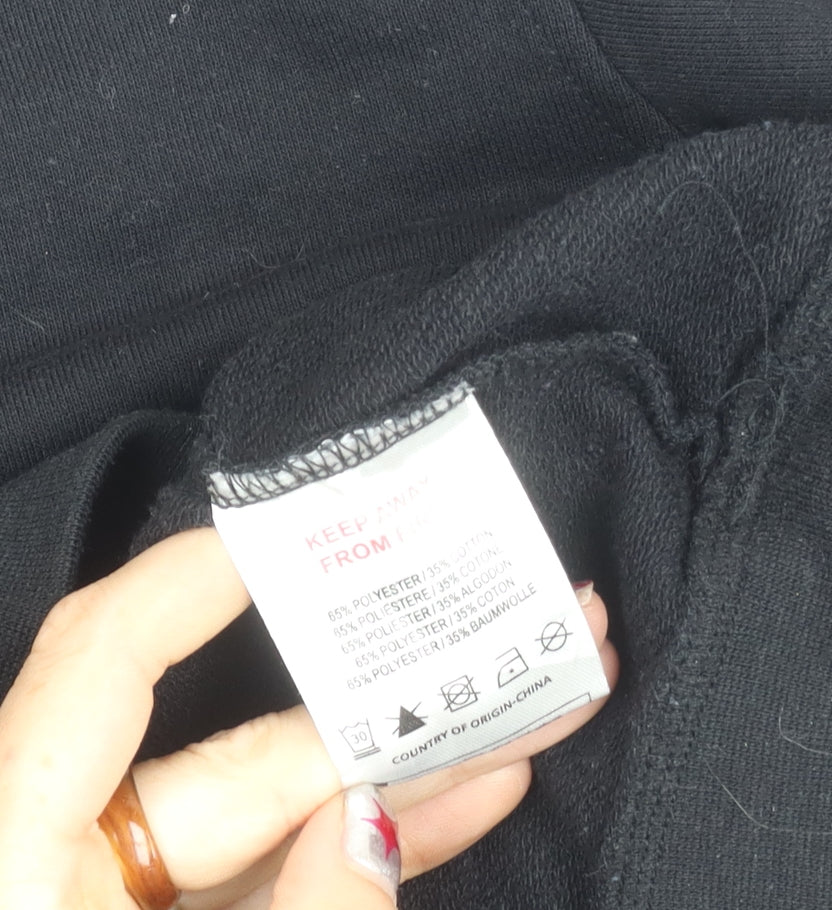 KEEP AWAY
FROM
65% POLYESTER / 35% COTTON
65% POLIESTERE / 35% COTONE
65% POLIESTER / 35% ALGODON
65% POLYESTER / 35% COTON
65% POLYESTER / 35% BAUMWOLLE
30
COUNTRY OF ORIGIN-CHINA